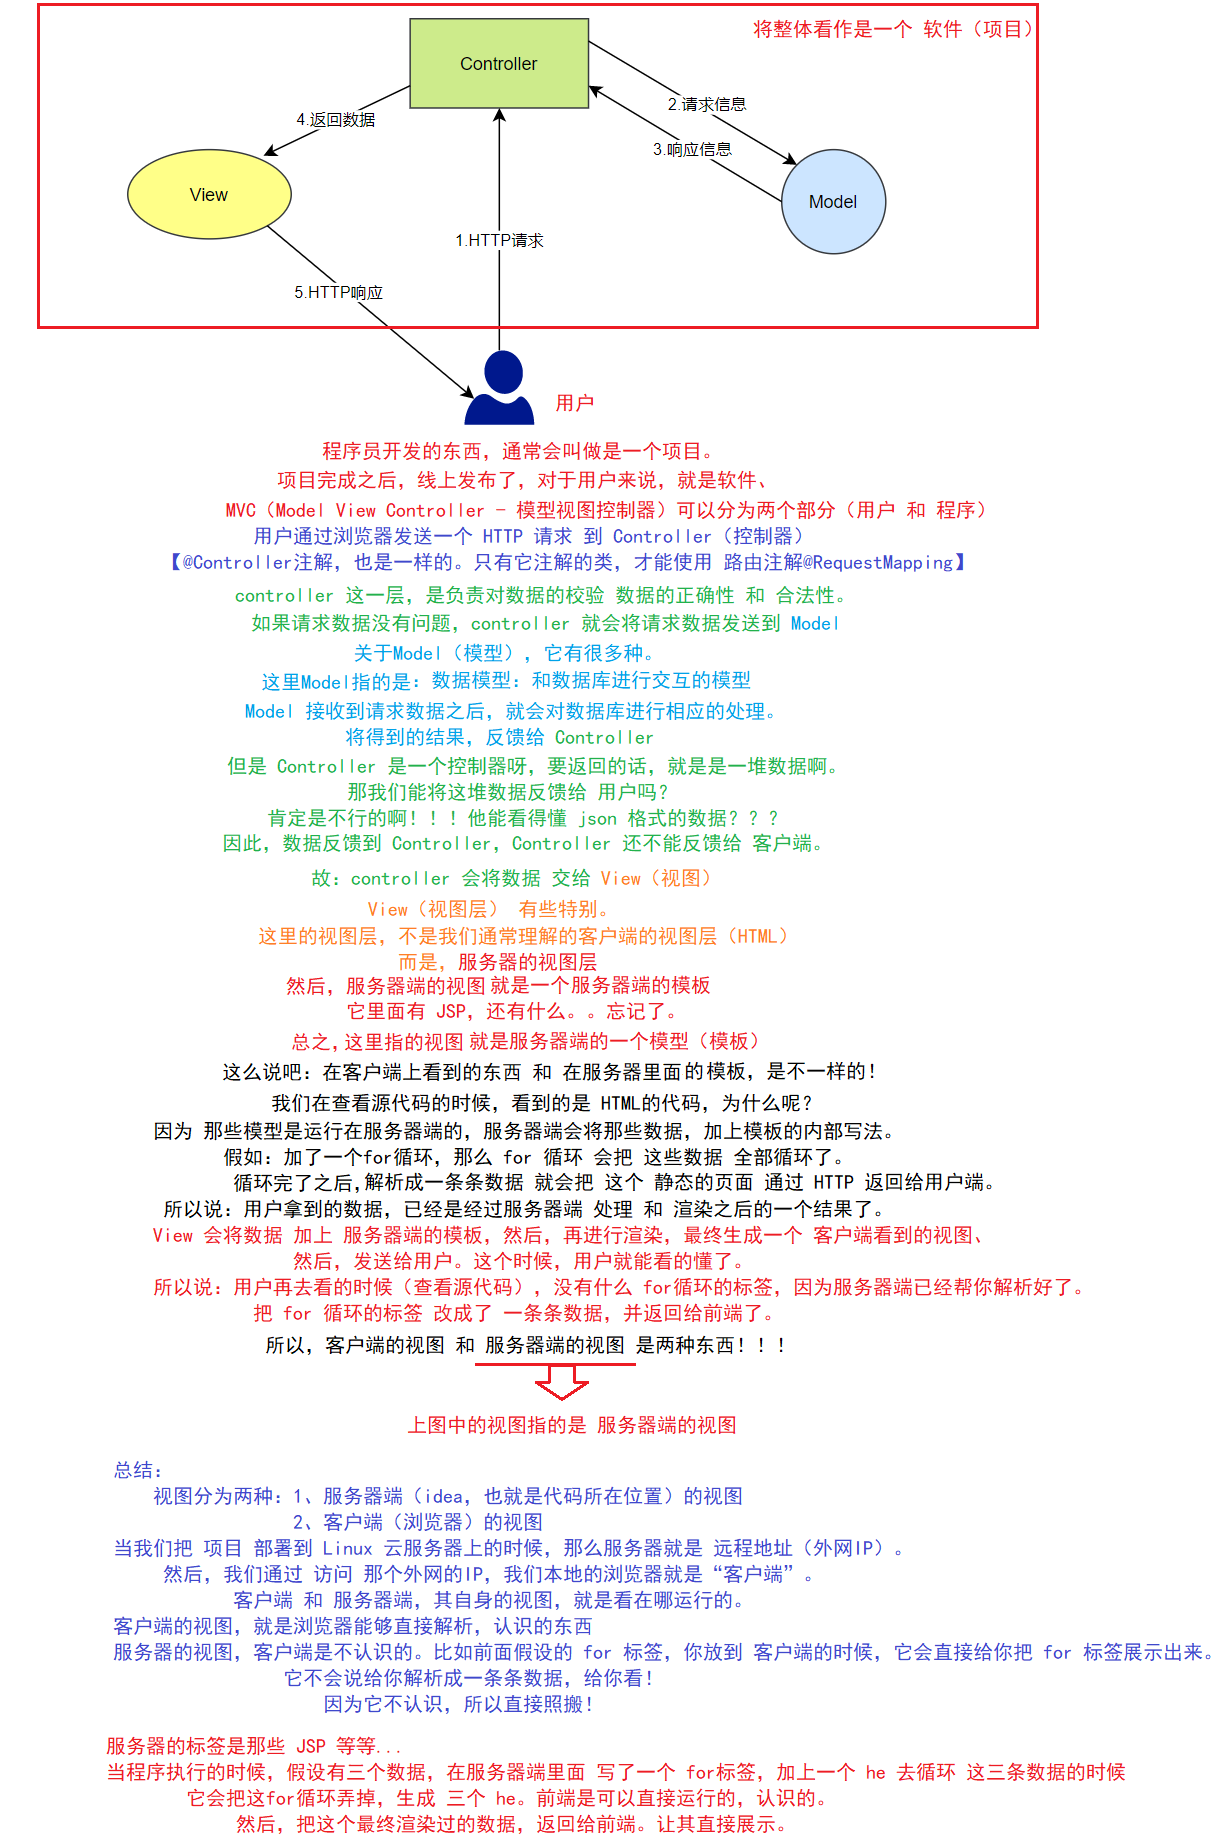 将整体看作是一个 软件（项目）
Controller
2.请求信息
4.返回数据
3.响应信息
View
Model
1.HTTP请求
5.HTTP响应
用户
程序员开发的东西，通常会叫做是一个项目。
项目完成之后，线上发布了，对于用户来说，就是软件、
MVC（Model View Controller - 模型视图控制器）可以分为两个部分（用户 和 程序）
用户通过浏览器发送一个 HTTP 请求 到 Controller（控制器）
【@Controller注解，也是一样的。只有它注解的类，才能使用 路由注解@RequestMapping】
controller 这一层，是负责对数据的校验 数据的正确性 和 合法性。
如果请求数据没有问题，controller 就会将请求数据发送到 Model
关于Model（模型），它有很多种。
这里Model指的是：数据模型：和数据库进行交互的模型
Model 接收到请求数据之后，就会对数据库进行相应的处理。
将得到的结果，反馈给 Controller
但是 Controller 是一个控制器呀，要返回的话，就是是一堆数据啊。
那我们能将这堆数据反馈给 用户吗？
肯定是不行的啊！！！他能看得懂 json 格式的数据？？？
因此，数据反馈到 Controller，Controller 还不能反馈给 客户端。
故：controller 会将数据 交给 View（视图）
View（视图层） 有些特别。
这里的视图层，不是我们通常理解的客户端的视图层（HTML）
而是，服务器的视图层
然后，服务器端的视图 就是一个服务器端的模板
它里面有 JSP，还有什么。。忘记了。
总之，这里指的视图 就是服务器端的一个模型（模板）
这么说吧：在客户端上看到的东西 和 在服务器里面的模板，是不一样的！
我们在查看源代码的时候，看到的是 HTML的代码，为什么呢？
因为 那些模型是运行在服务器端的，服务器端会将那些数据，加上模板的内部写法。
假如：加了一个for循环，那么 for 循环 会把 这些数据 全部循环了。
循环完了之后，解析成一条条数据 就会把 这个 静态的页面 通过 HTTP 返回给用户端。
所以说：用户拿到的数据，已经是经过服务器端 处理 和 渲染之后的一个结果了。
View 会将数据 加上 服务器端的模板，然后，再进行渲染，最终生成一个 客户端看到的视图、
然后，发送给用户。这个时候，用户就能看的懂了。
所以说：用户再去看的时候（查看源代码），没有什么 for循环的标签，因为服务器端已经帮你解析好了。
把 for 循环的标签 改成了 一条条数据，并返回给前端了。
所以，客户端的视图 和 服务器端的视图 是两种东西！！！
上图中的视图指的是 服务器端的视图
总结：
视图分为两种：1、服务器端（idea，也就是代码所在位置）的视图
2、客户端（浏览器）的视图
当我们把 项目 部署到 Linux 云服务器上的时候，那么服务器就是 远程地址（外网IP）。
然后，我们通过 访问 那个外网的IP，我们本地的浏览器就是“客户端”。
客户端 和 服务器端，其自身的视图，就是看在哪运行的。
客户端的视图，就是浏览器能够直接解析，认识的东西
服务器的视图，客户端是不认识的。比如前面假设的 for 标签，你放到 客户端的时候，它会直接给你把 for 标签展示出来。
它不会说给你解析成一条条数据，给你看！
因为它不认识，所以直接照搬！
服务器的标签是那些 JSP 等等...
当程序执行的时候，假设有三个数据，在服务器端里面 写了一个 for标签，加上一个 he 去循环 这三条数据的时候
它会把这for循环弄掉，生成 三个 he。前端是可以直接运行的，认识的。
然后，把这个最终渲染过的数据，返回给前端。让其直接展示。